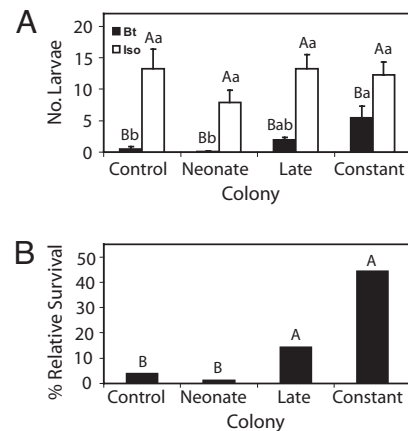 A
No. Larvae
20
15
10
5
0
Bt
Iso
Bb
Aa
Bb
Aa
Bab
Aa
Ba
Aa
Control Neonate Late Constant
Colony
B
% Relative Survival
50
40
30
20
10
0
B
B
A
A
Control Neonate Late Constant
Colony